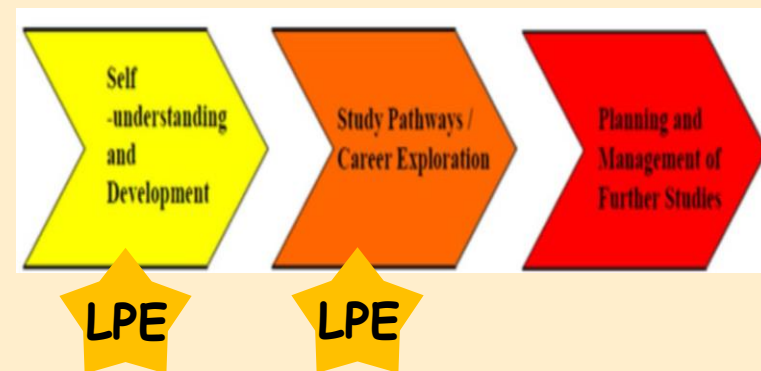 Self
-understanding
and
Development
Study Pathways /
Career Exploration
Planning and
Management of
Further Studies
LPE
LPE